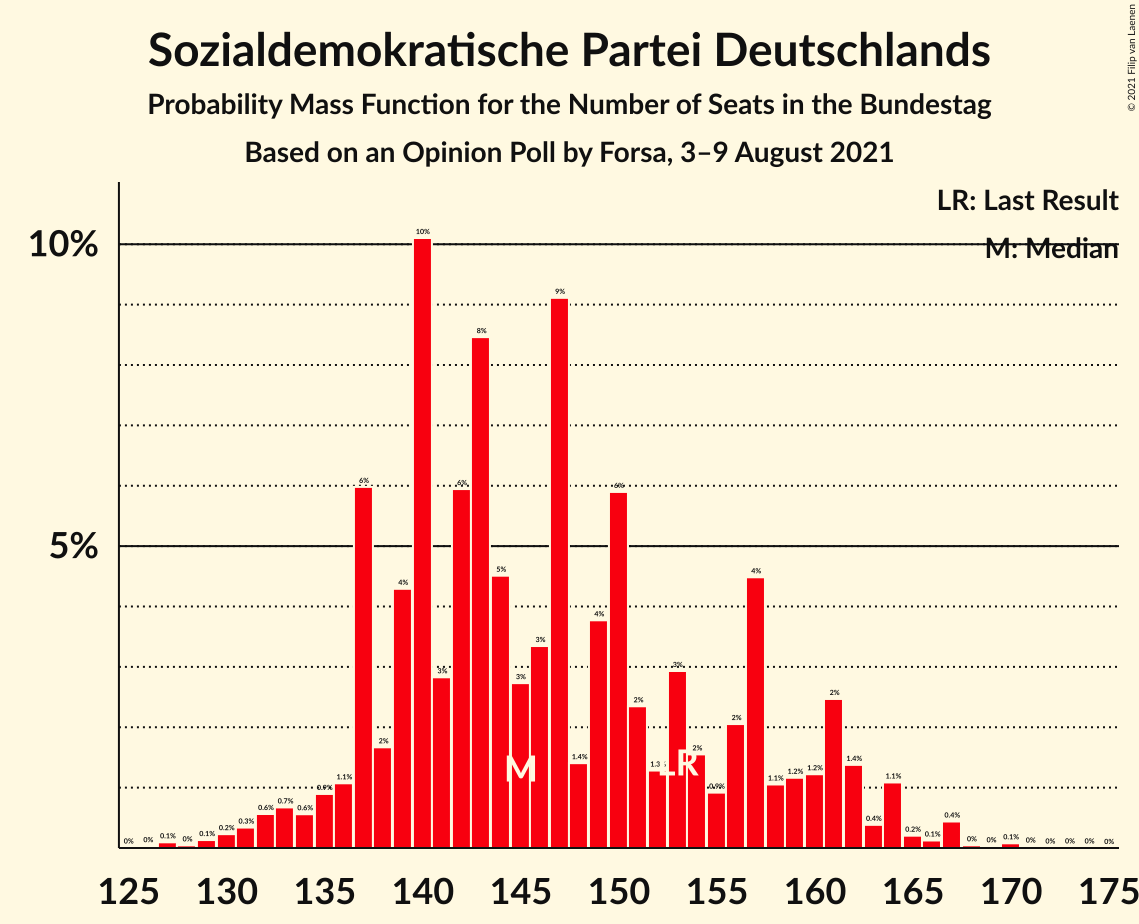 Sozialdemokratische Partei Deutschlands
Probability Mass Function for the Number of Seats in the Bundestag
Based on an Opinion Poll by Forsa, 3–9 August 2021
© 2021 Filip van Laenen
LR: Last Result
M: Median
10%
5%
0% 0% 0.1% 0% 0.1% 0.2% 0.3% 0.6% 0.7% 0.6% 0.9% 1.1% 6% 2% 4% 10% 3% 6% 8% 5% 3% 3% 9% 1.4% 4% 6% 2% 1.3 3% 2% 0.9% 2% 4% 1.1% 1.2% 1.2% 2% 1.4% 0.4% 1.1% 0.2% 0.1% 0.4% 0% 0% 0.1% 0% 0% 0% 0% 0%
M LR
125 130 135 140 145 150 155 160 165 170 175